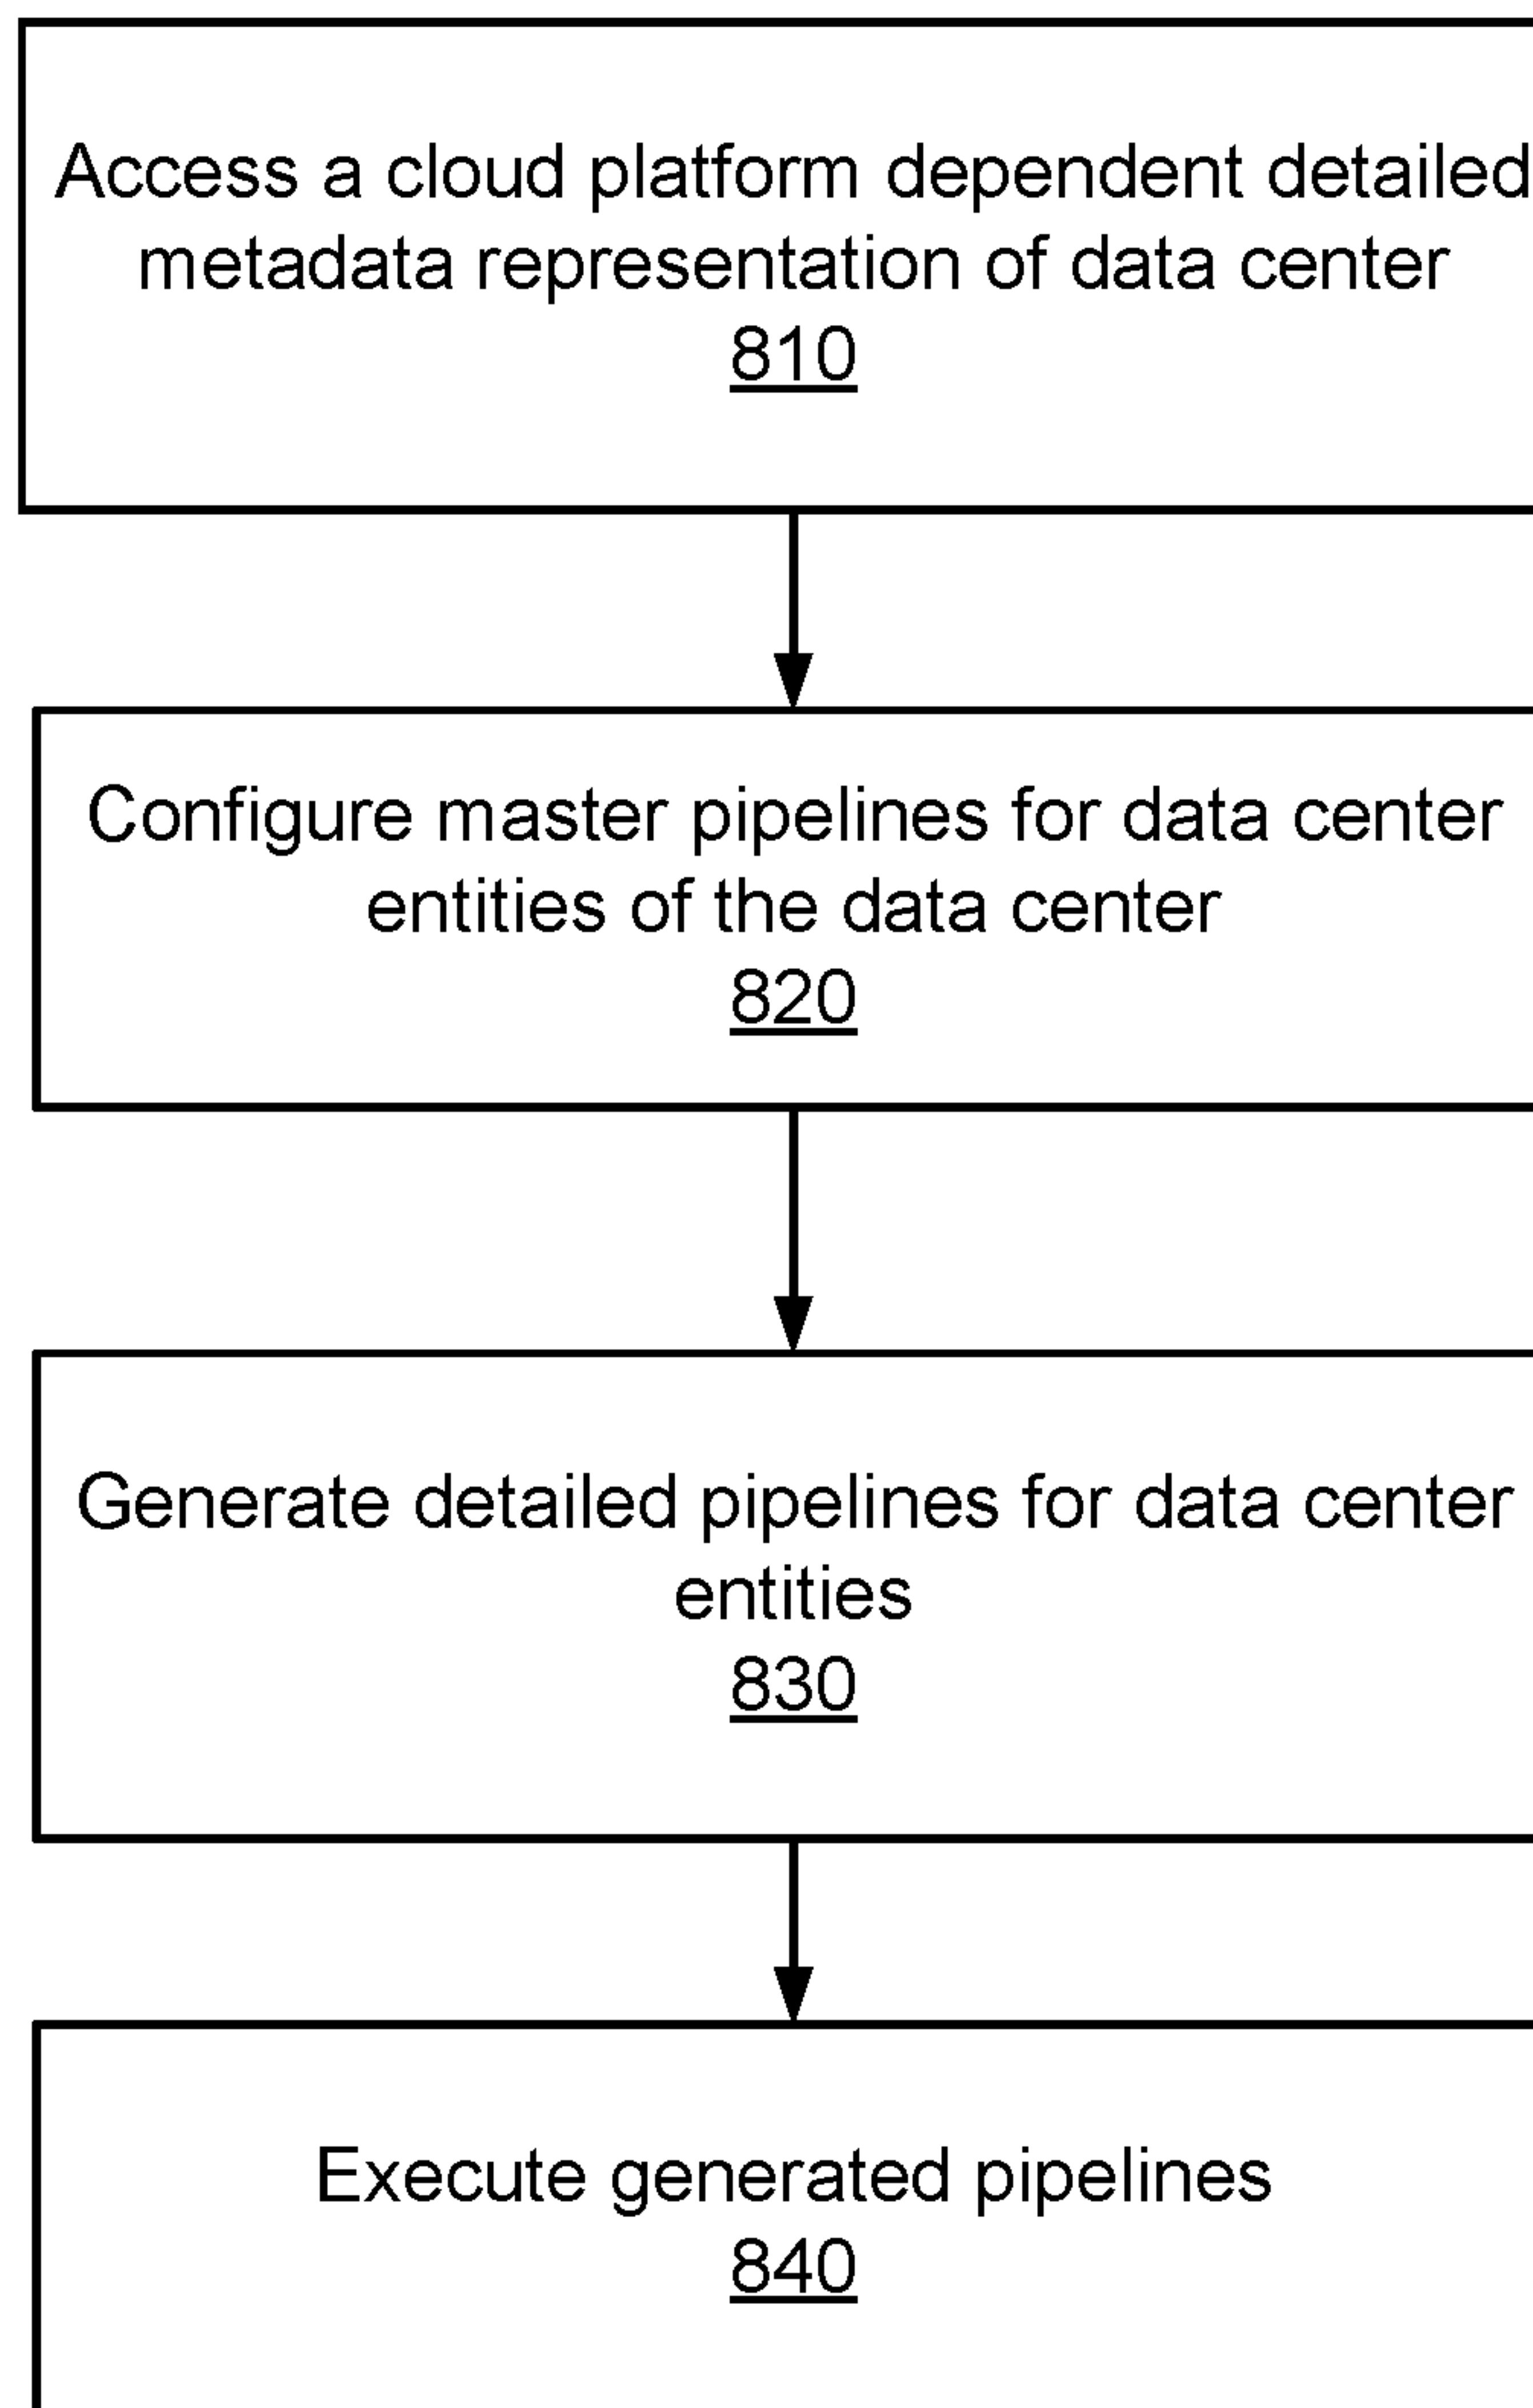 Access a cloud platform dependent detailed
metadata representation of data center
810
Configure master pipelines for data center
entities of the data center
820
Generate detailed pipelines for data center
entities
830
Execute generated pipelines
840